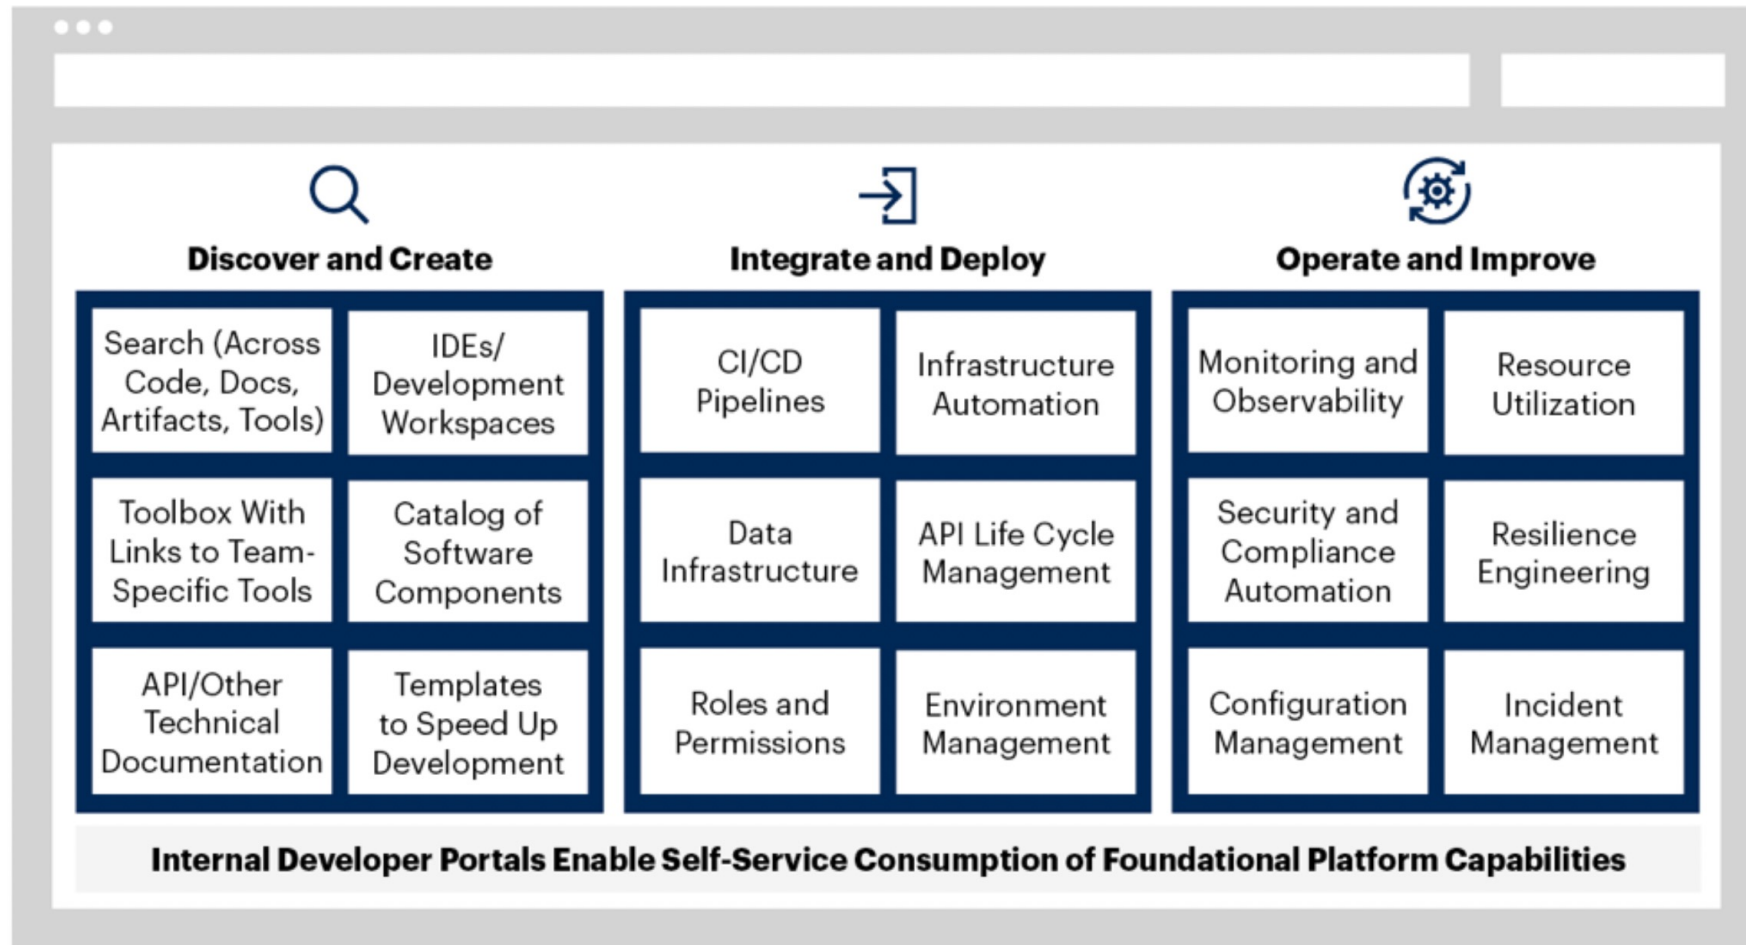 Discover and Create
Search (Across
Code, Docs,
Artifacts, Tools)
IDEs/
Development
Workspaces
Toolbox With
Links to Team-
Specific Tools
Catalog of
Software
Components
API/Other
Technical
Documentation
Templates
to Speed Up
Development
Integrate and Deploy
CI/CD
Pipelines
Infrastructure
Automation
Data
Infrastructure
API Life Cycle
Management
Roles and
Permissions
Environment
Management
Operate and Improve
Monitoring and
Observability
Resource
Utilization
Security and
Compliance
Automation
Resilience
Engineering
Configuration
Management
Incident
Management
Internal Developer Portals Enable Self-Service Consumption of Foundational Platform Capabilities